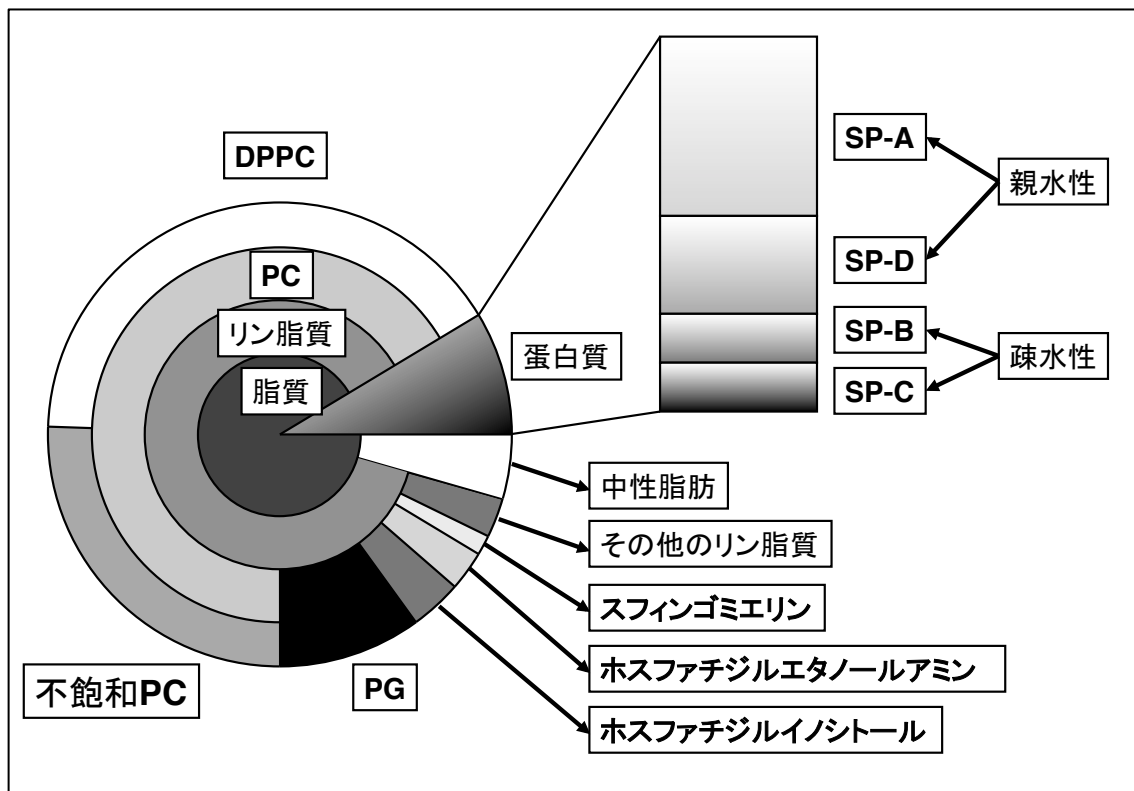 DPPC
PC
リン脂質
脂質
蛋白質
SP-A
SP-D
SP-B
SP-C
親水性
疎水性
中性脂肪
その他のリン脂質
スフィンゴミエリン
ホスファチジルエタノールアミン
ホスファチジルイノシトール
不飽和PC
PG